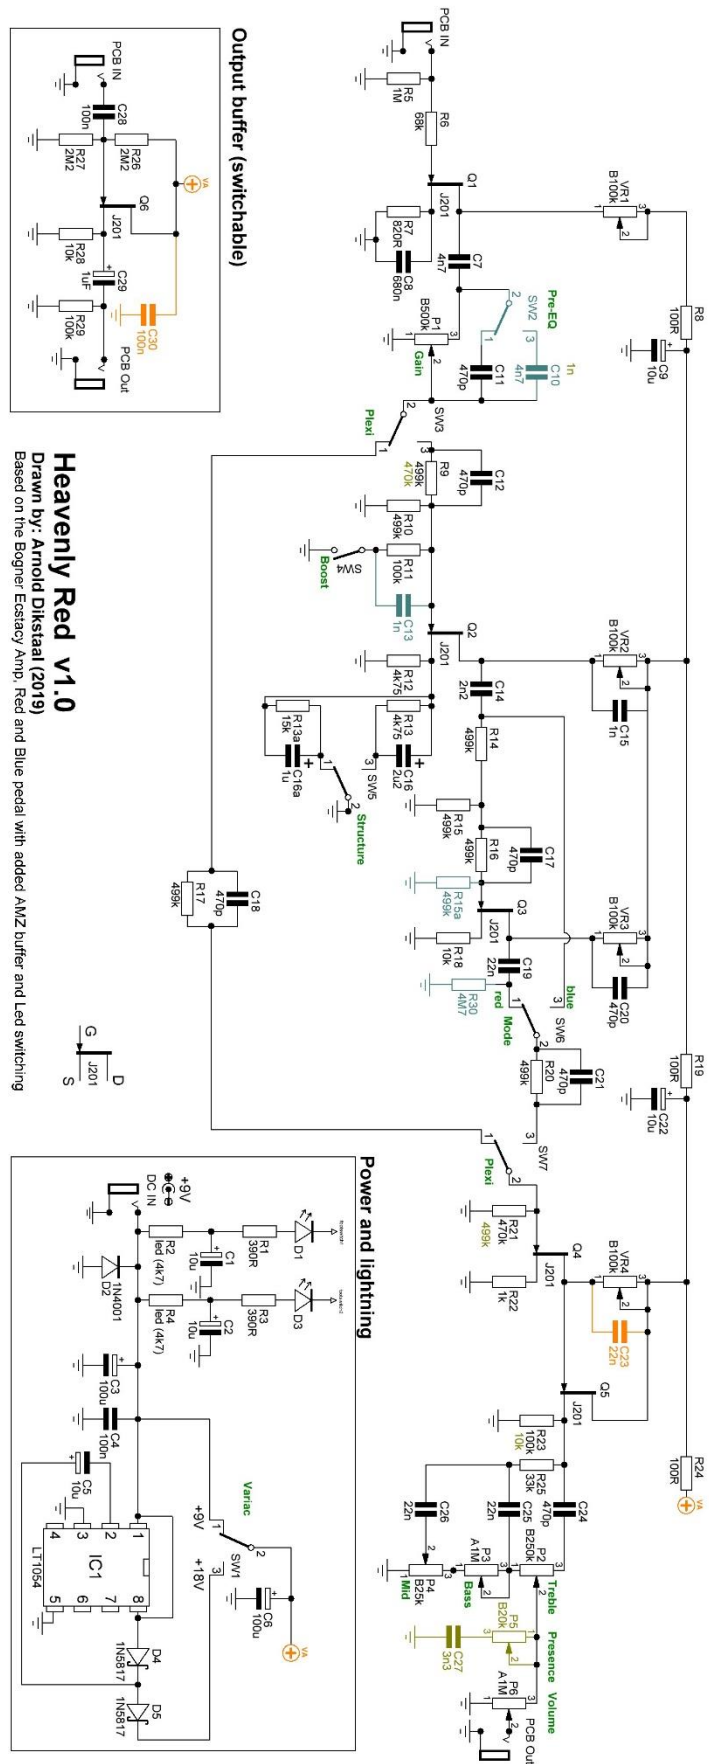 Output buffer (switchable)
PCB IN
C28
100n
R27
2M2
R26
2M2
VA
Q6
J201
R28
10k
C29
1uF
R29
100k
C30
100n
PCB Out
PCB IN
R5
1M
R6
68k
Q1
J201
R7
820R
C8
680n
C7
4n7
VR1
B100k
R8
100R
C9
10u
Pre-EQ
SW2
P1
B500k
Gain
C11
470p
1n
C10
4n7
SW3
Plexi
R9
499k
470k
C12
470p
R10
499k
R11
100k
SW4
Boost
C13
1n
Q2
J201
R12
4k75
R13
4k75
C16
2u2
R13a
15k
C16a
1u
SW5
Structure
C14
2n2
VR2
B100k
C15
1n
R14
499k
R15
499k
R16
499k
C17
470p
R15a
499k
Q3
J201
R18
10k
C19
22n
R30
4M7
VR3
B100k
C20
470p
red
Mode
blue
SW6
R20
499k
C21
470p
R19
100R
C22
10u
R17
499k
C18
470p
SW7
Plexi
R21
470k
499k
Q4
J201
R22
1k
VR4
B100k
C23
22n
Q5
J201
R23
100k
10k
R25
33k
C24
470p
C25
22n
C26
22n
P2
B250k
Treble
P3
A1M
Bass
P4
B25k
Mid
P5
B20k
Presence
C27
3n3
P6
A1M
Volume
PCB Out
R24
100R
VA
Heavenly Red v1.0
Drawn by: Arnold Dikstaal (2019)
Based on the Bogner Ecstacy Amp, Red and Blue pedal with added AMZ buffer and Led switching
G
D
S
J201
Power and lightning
+9V
DC IN
D2
1N4001
R2
led (4k7)
C1
10u
R1
390R
D1
R4
led (4k7)
C2
10u
R3
390R
D3
C3
100u
C4
100n
C5
10u
Variac
+9V
+18V
SW1
C6
100u
VA
IC1
LT1054
1
2
3
4
5
6
7
8
D4
1N5817
D5
1N5817